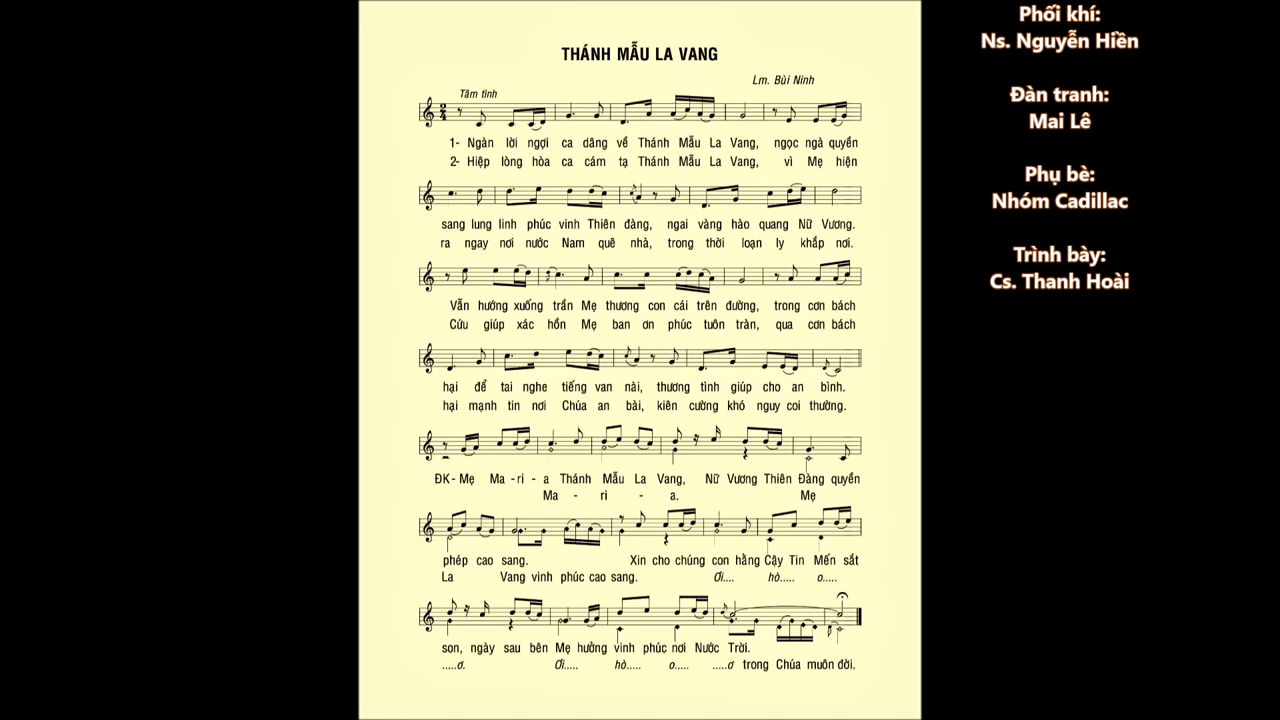 THÁNH MẪU LA VANG
Lm. Bùi Ninh
Tâm tình
1- Ngàn lời ngợi ca dâng về Thánh Mẫu La Vang, ngọc ngà quyền
2- Hiệp lòng hòa ca cám tạ Thánh Mẫu La Vang, vì Mẹ hiện
sang lung linh phúc vinh Thiên đàng, ngai vàng hào quang Nữ Vương.
ra ngay nơi nước Nam quê nhà, trong thời loạn ly khắp nơi.
Vẫn hướng xuống trần Mẹ thương con cái trên đường, trong cơn bách
Cứu giúp xác hồn Mẹ ban ơn phúc tuôn tràn, qua cơn bách
hại để tai nghe tiếng van nài, thương tình giúp cho an bình.
hại mạnh tin nơi Chúa an bài, kiên cường khó nguy coi thường.
ĐK- Mẹ Ma - ri - a Thánh Mẫu La Vang, Nữ Vương Thiên Đàng quyền
Ma - ri - a. Mẹ
phép cao sang. Xin cho chúng con hằng Cậy Tin Mến sắt
La Vang vinh phúc cao sang. Ơi.... hò..... o.....
son, ngày sau bên Mẹ hưởng vinh phúc nơi Nước Trời.
.....ơ. Ơi..... hò..... o..... .....ơ trong Chúa muôn đời.
Phối khí:
Ns. Nguyễn Hiền
Đàn tranh:
Mai Lê
Phụ bè:
Nhóm Cadillac
Trình bày:
Cs. Thanh Hoài